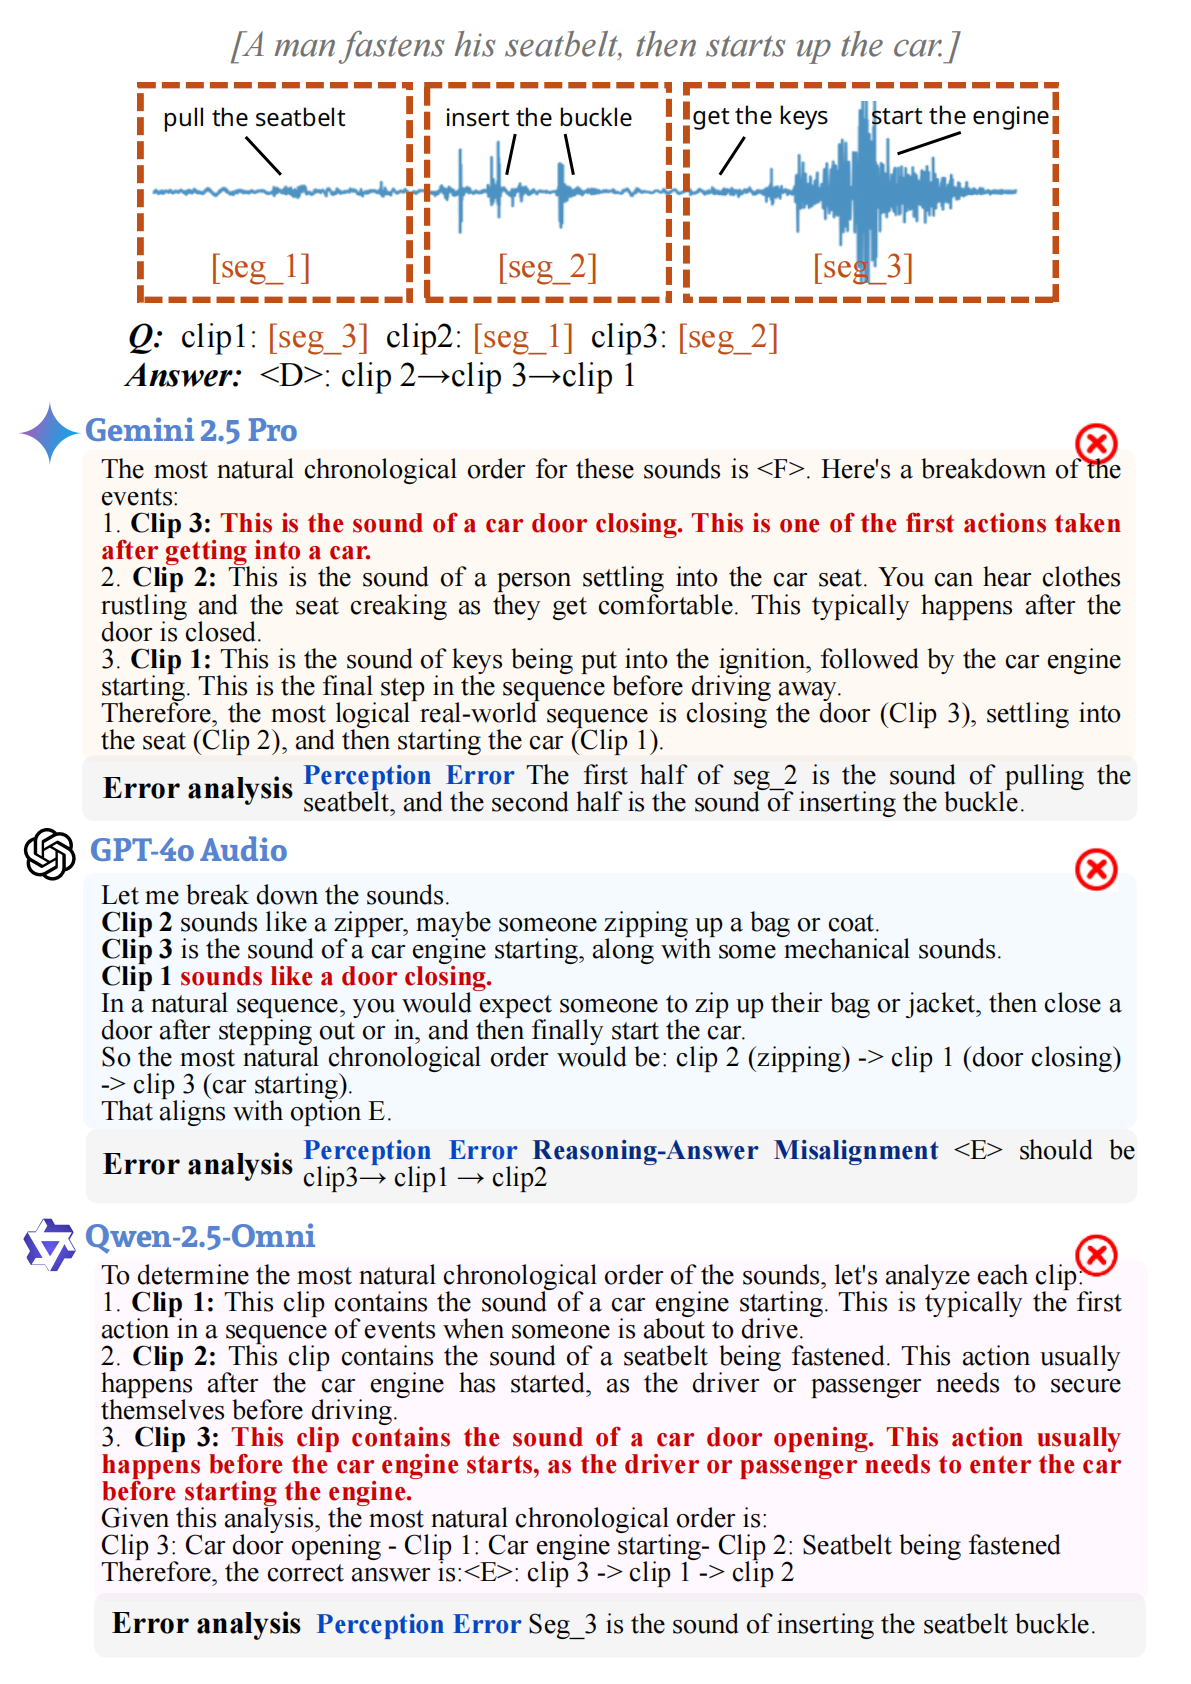 [A man fastens his seatbelt, then starts up the car.]
pull the seatbelt
insert the buckle
get the keys
start the engine
[seg_1]
[seg_2]
[seg_3]
Q: clip1: [seg_3] clip2: [seg_1] clip3: [seg_2]
Answer: <D>: clip 2→clip 3→clip 1
Gemini 2.5 Pro
The most natural chronological order for these sounds is <F>. Here's a breakdown of the
events:
1. Clip 3: This is the sound of a car door closing. This is one of the first actions taken
after getting into a car.
2. Clip 2: This is the sound of a person settling into the car seat. You can hear clothes
rustling and the seat creaking as they get comfortable. This typically happens after the
door is closed.
3. Clip 1: This is the sound of keys being put into the ignition, followed by the car engine
starting. This is the final step in the sequence before driving away.
Therefore, the most logical real-world sequence is closing the door (Clip 3), settling into
the seat (Clip 2), and then starting the car (Clip 1).
Error analysis
Perception Error The first half of seg_2 is the sound of pulling the
seatbelt, and the second half is the sound of inserting the buckle.
GPT-4o Audio
Let me break down the sounds.
Clip 2 sounds like a zipper, maybe someone zipping up a bag or coat.
Clip 3 is the sound of a car engine starting, along with some mechanical sounds.
Clip 1 sounds like a door closing.
In a natural sequence, you would expect someone to zip up their bag or jacket, then close a
door after stepping out or in, and then finally start the car.
So the most natural chronological order would be: clip 2 (zipping) -> clip 1 (door closing)
-> clip 3 (car starting).
That aligns with option E.
Error analysis
Perception Error Reasoning-Answer Misalignment <E> should be
clip3→ clip1 → clip2
Qwen-2.5-Omni
To determine the most natural chronological order of the sounds, let's analyze each clip:
1. Clip 1: This clip contains the sound of a car engine starting. This is typically the first
action in a sequence of events when someone is about to drive.
2. Clip 2: This clip contains the sound of a seatbelt being fastened. This action usually
happens after the car engine has started, as the driver or passenger needs to secure
themselves before driving.
3. Clip 3: This clip contains the sound of a car door opening. This action usually
happens before the car engine starts, as the driver or passenger needs to enter the car
before starting the engine.
Given this analysis, the most natural chronological order is:
Clip 3: Car door opening - Clip 1: Car engine starting- Clip 2: Seatbelt being fastened
Therefore, the correct answer is:<E>: clip 3 -> clip 1 -> clip 2
Error analysis Perception Error Seg_3 is the sound of inserting the seatbelt buckle.